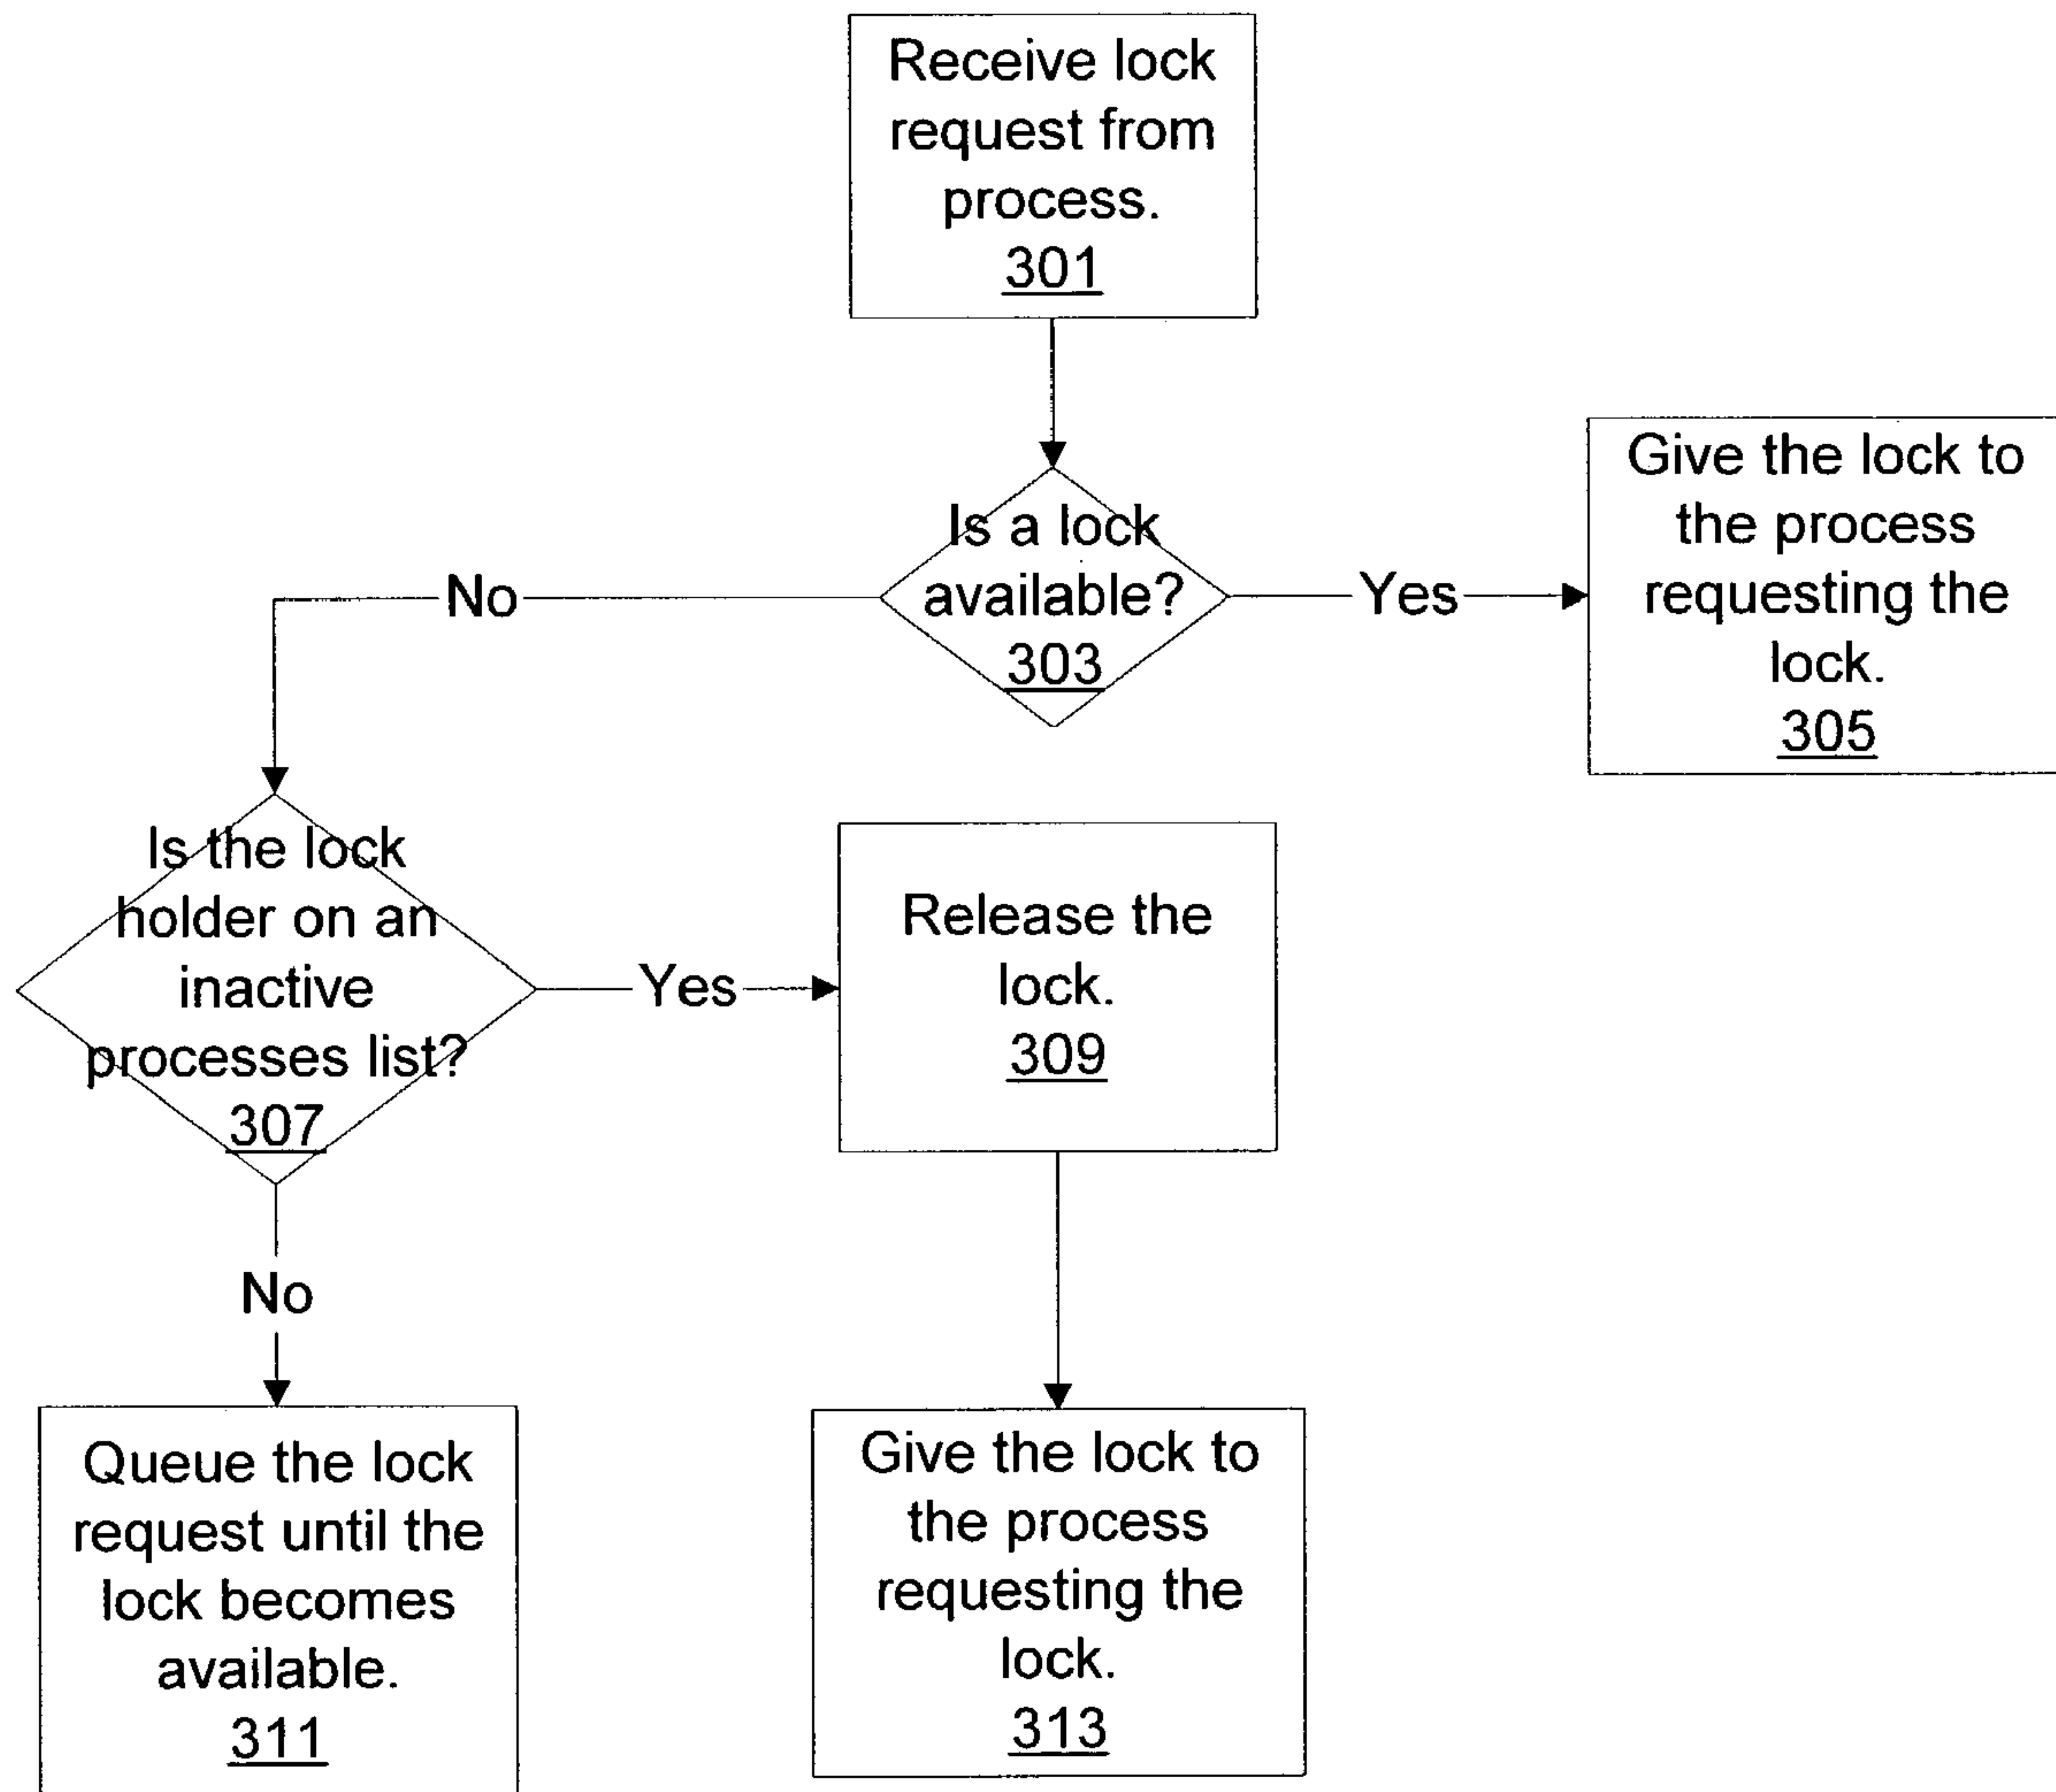 Receive lock
request from
process.
301
Is a lock
available?
303
No
Yes
Give the lock to
the process
requesting the
lock.
305
Is the lock
holder on an
inactive
processes list?
307
Yes
Release the
lock.
309
No
Queue the lock
request until the
lock becomes
available.
311
Give the lock to
the process
requesting the
lock.
313